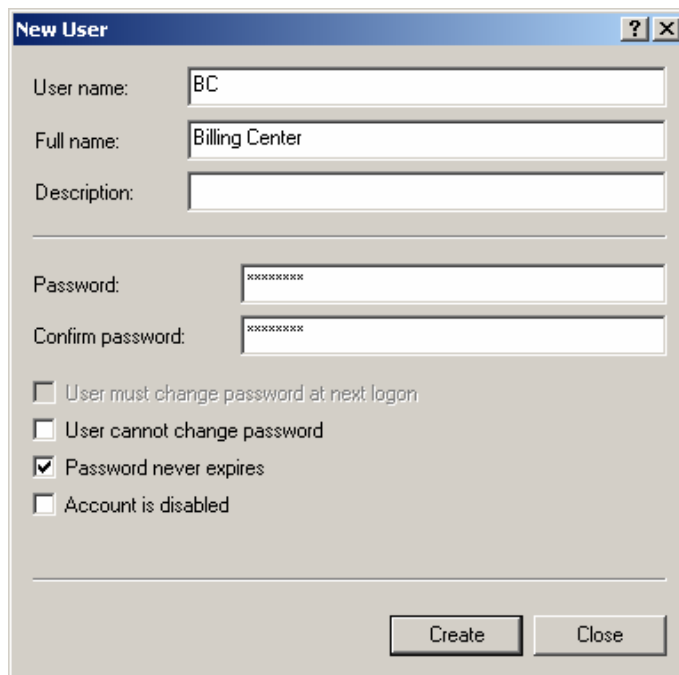 New User
User name: BC
Full name: Billing Center
Description:
Password: ********
Confirm password: ********
User must change password at next logon
User cannot change password
Password never expires
Account is disabled
Create Close